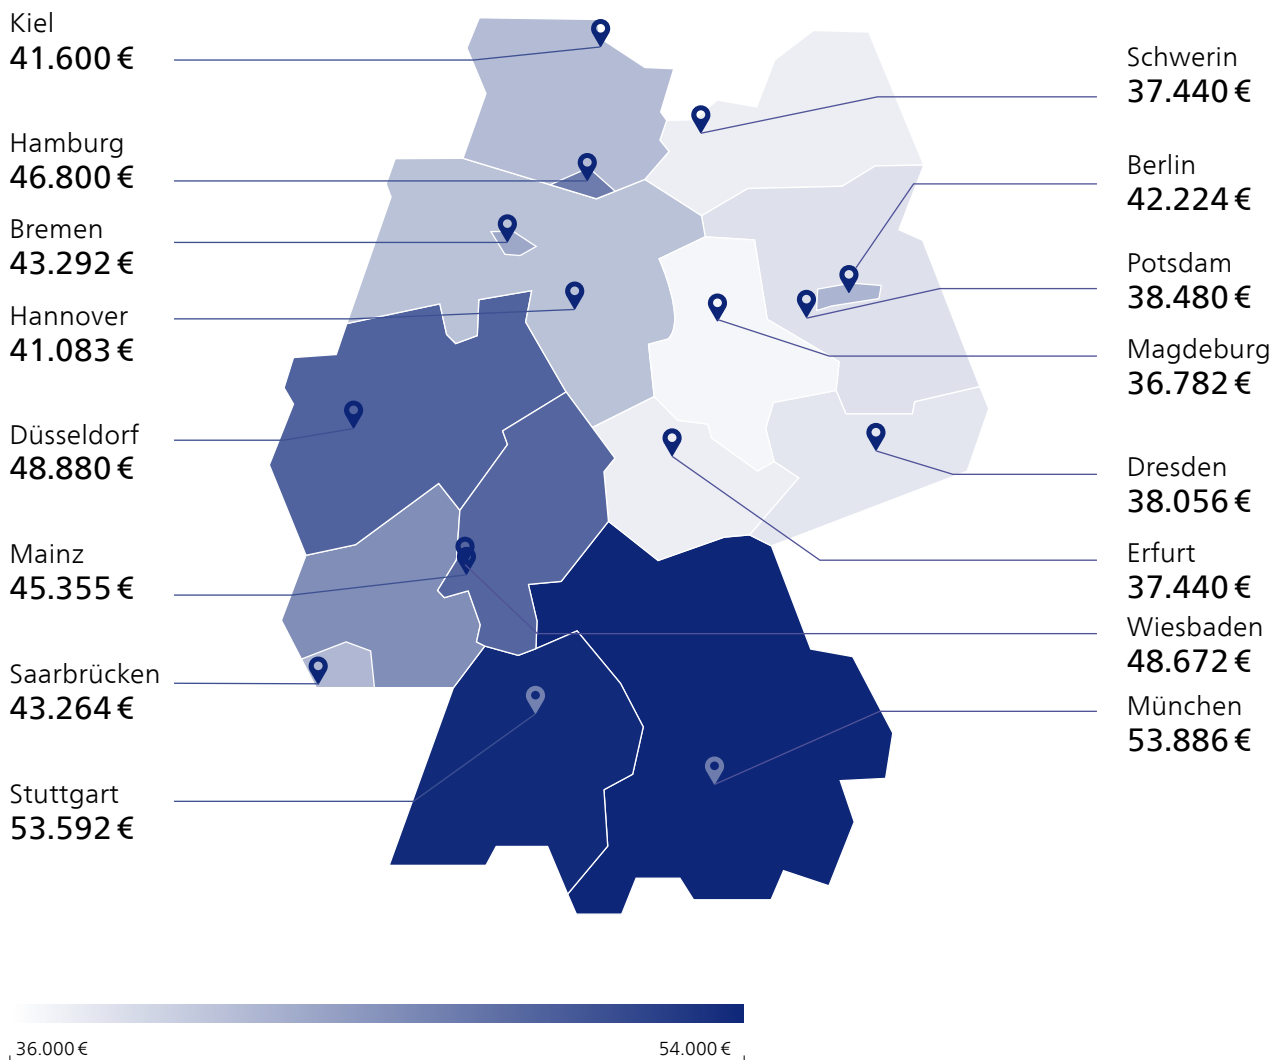 Kiel
41.600 €
Hamburg
46.800 €
Bremen
43.292 €
Hannover
41.083 €
Düsseldorf
48.880 €
Mainz
45.355 €
Saarbrücken
43.264 €
Stuttgart
53.592 €
Schwerin
37.440 €
Berlin
42.224 €
Potsdam
38.480 €
Magdeburg
36.782 €
Dresden
38.056 €
Erfurt
37.440 €
Wiesbaden
48.672 €
München
53.886 €
36.000 € 54.000 €